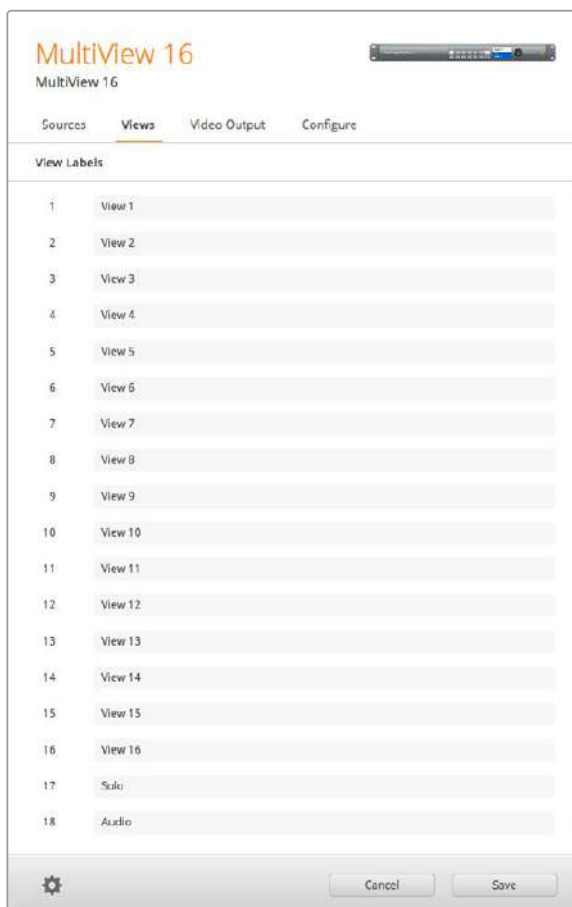 MultiView 16
MultiView 16
Sources Views Video Output Configure
View Labels
1 View 1
2 View 2
3 View 3
4 View 4
5 View 5
6 View 6
7 View 7
8 View 8
9 View 9
10 View 10
11 View 11
12 View 12
13 View 13
14 View 14
15 View 15
16 View 16
17 Solo
18 Audio
Cancel Save